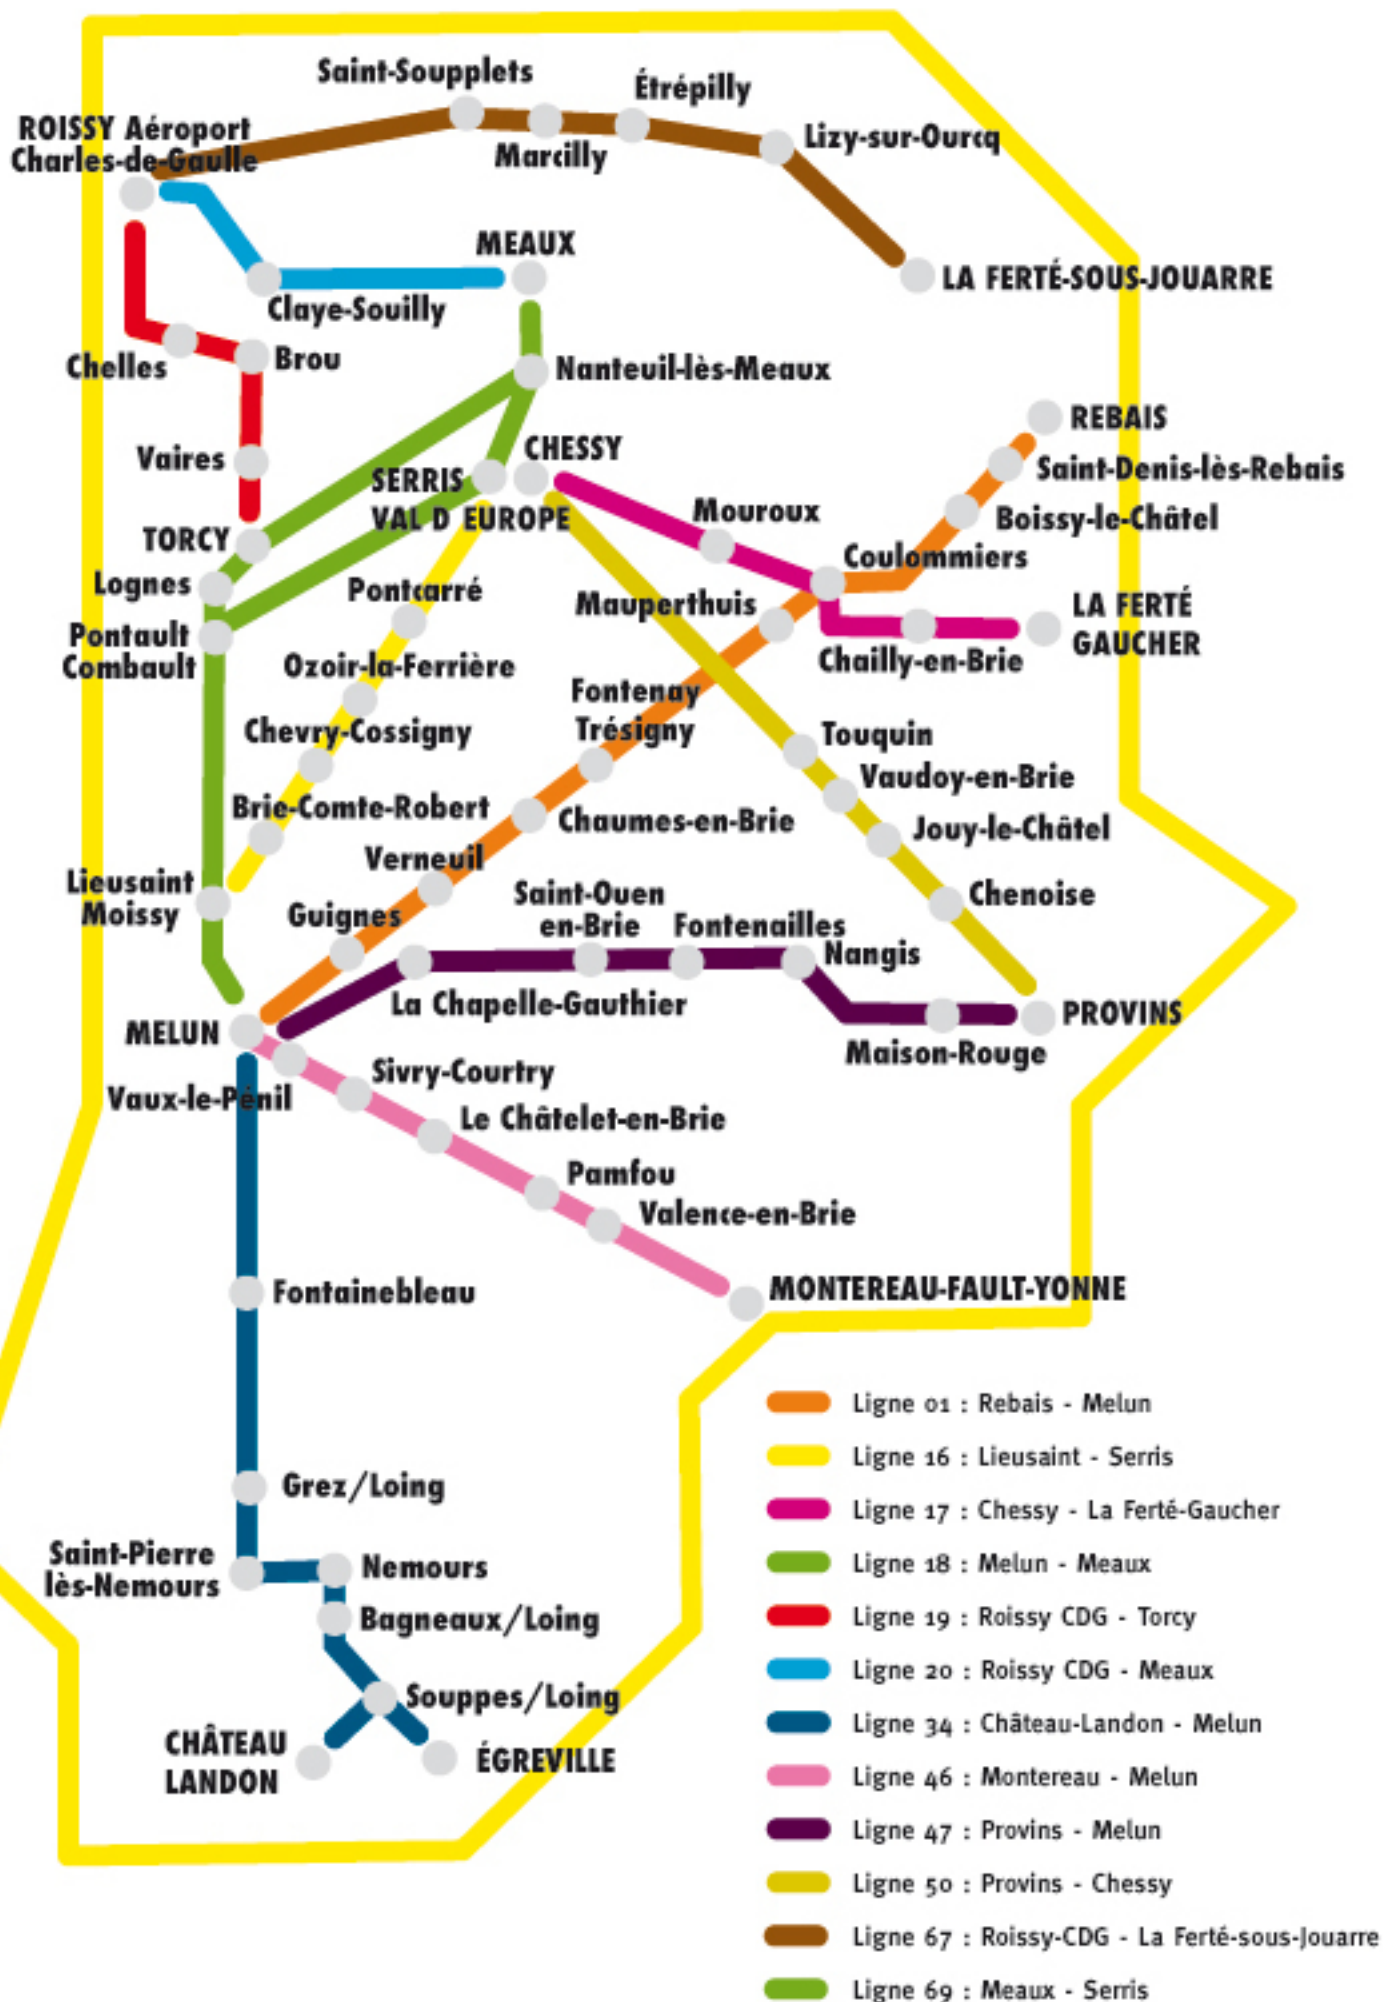 Saint-Soupplets
Étrépilly
ROISSY Aéroport
Charles-de-Gaulle
Marcilly
Lizy-sur-Ourcq
MEAUX
LA FERTÉ-SOUS-JOUARRE
Claye-Souilly
Chelles
Brou
Nanteuil-lès-Meaux
REBAIS
CHESSY
Vaires
SERRIS
Saint-Denis-lès-Rebais
VAL D EUROPE
Mouroux
Boissy-le-Châtel
TORCY
Coulommiers
Lognes
Pontcarré
Mauperthuis
LA FERTÉ
GAUCHER
Pontault
Combault
Ozoir-la-Ferrière
Chailly-en-Brie
Fontenay
Trésigny
Chevry-Cossigny
Touquin
Vaudoy-en-Brie
Brie-Comte-Robert
Chaumes-en-Brie
Jouy-le-Châtel
Verneuil
Lieusaint
Moissy
Saint-Ouen
en-Brie
Chenoise
Guignes
Fontenailles
Nangis
La Chapelle-Gauthier
MELUN
PROVINS
Maison-Rouge
Vaux-le-Pénil
Sivry-Courtry
Le Châtelet-en-Brie
Pamfou
Valence-en-Brie
Fontainebleau
MONTEREAU-FAULT-YONNE
Grez/Loing
Saint-Pierre
lès-Nemours
Nemours
Bagneaux/Loing
Souppes/Loing
CHÂTEAU
LANDON
ÉGREVILLE
Ligne 01 : Rebais - Melun
Ligne 16 : Lieusaint - Serris
Ligne 17 : Chessy - La Ferté-Gaucher
Ligne 18 : Melun - Meaux
Ligne 19 : Roissy CDG - Torcy
Ligne 20 : Roissy CDG - Meaux
Ligne 34 : Château-Landon - Melun
Ligne 46 : Montereau - Melun
Ligne 47 : Provins - Melun
Ligne 50 : Provins - Chessy
Ligne 67 : Roissy-CDG - La Ferté-sous-Jouarre
Ligne 69 : Meaux - Serris